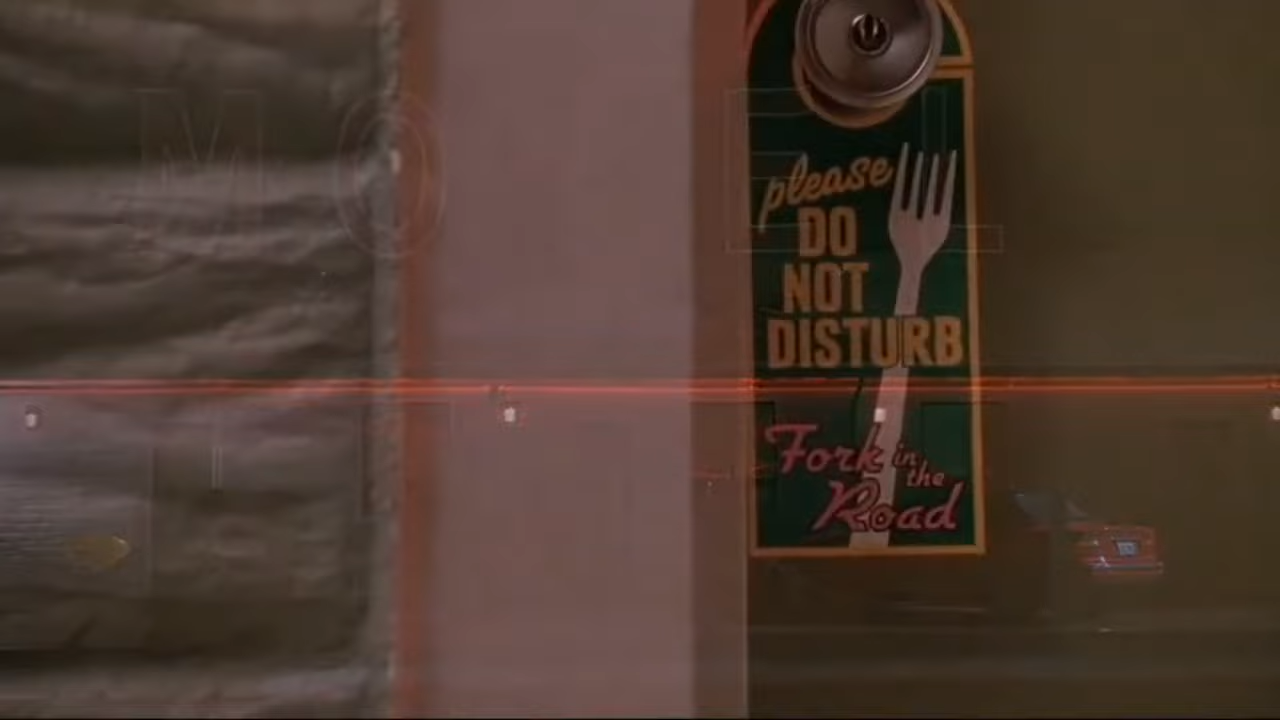 M O
please
DO
NOT
DISTURB
Fork in
the
Road